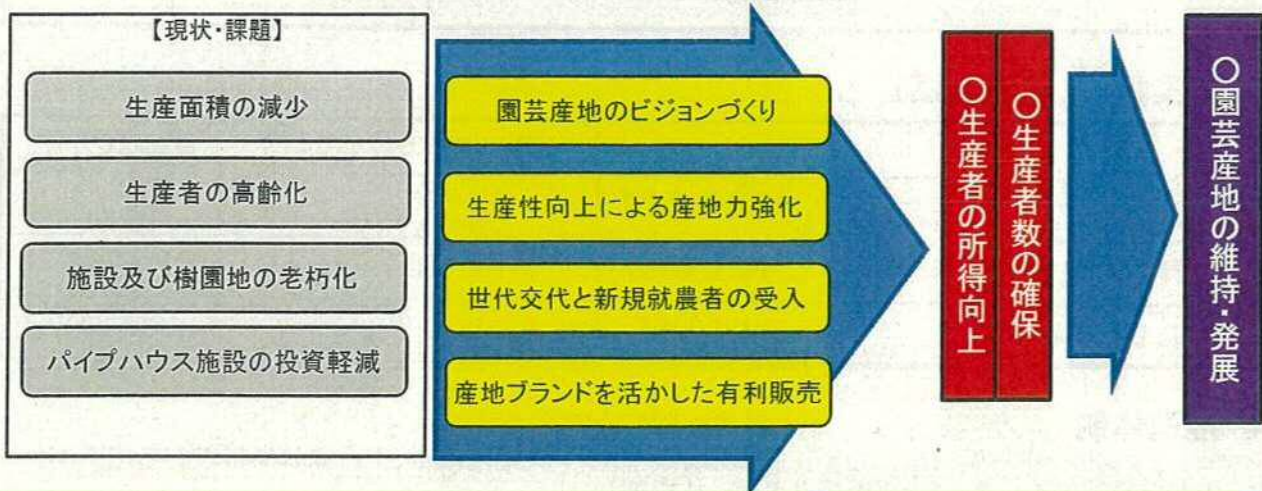 【現状・課題】
生産面積の減少
生産者の高齢化
施設及び樹園地の老朽化
パイプハウス施設の投資軽減
園芸産地のビジョンづくり
生産性向上による産地力強化
世代交代と新規就農者の受入
産地ブランドを活かした有利販売
〇生産者数の確保
〇生産者の所得向上
〇園芸産地の維持・発展